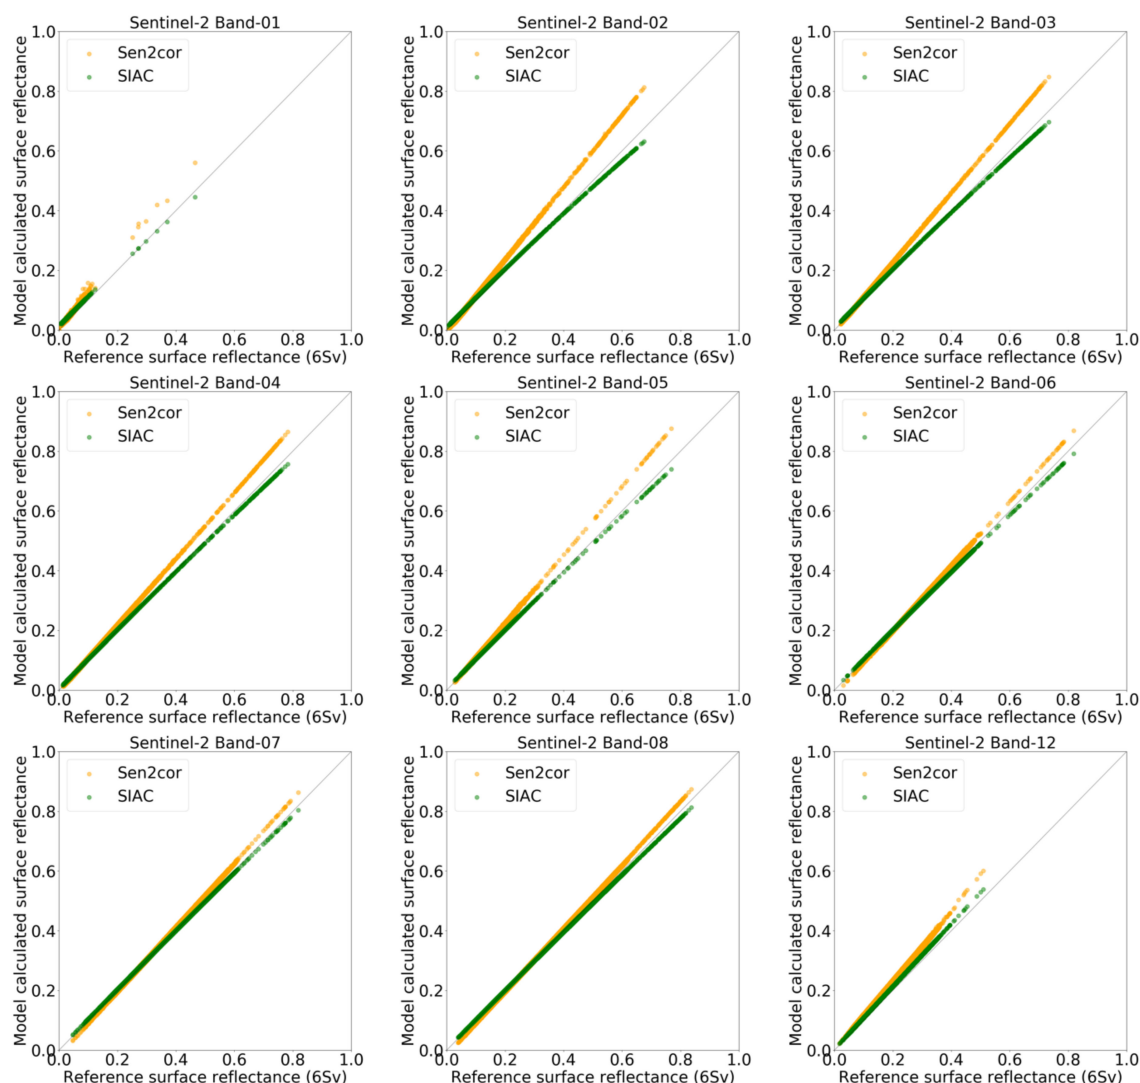 Sentinel-2 Band-01
Model calculated surface reflectance
1.0
0.8
0.6
0.4
0.2
0.0
Sen2cor
SIAC
0.0 0.2 0.4 0.6 0.8 1.0
Reference surface reflectance (6Sv)
Sentinel-2 Band-02
Model calculated surface reflectance
1.0
0.8
0.6
0.4
0.2
0.0
Sen2cor
SIAC
0.0 0.2 0.4 0.6 0.8 1.0
Reference surface reflectance (6Sv)
Sentinel-2 Band-03
Model calculated surface reflectance
1.0
0.8
0.6
0.4
0.2
0.0
Sen2cor
SIAC
0.0 0.2 0.4 0.6 0.8 1.0
Reference surface reflectance (6Sv)
Sentinel-2 Band-04
Model calculated surface reflectance
1.0
0.8
0.6
0.4
0.2
0.0
Sen2cor
SIAC
0.0 0.2 0.4 0.6 0.8 1.0
Reference surface reflectance (6Sv)
Sentinel-2 Band-05
Model calculated surface reflectance
1.0
0.8
0.6
0.4
0.2
0.0
Sen2cor
SIAC
0.0 0.2 0.4 0.6 0.8 1.0
Reference surface reflectance (6Sv)
Sentinel-2 Band-06
Model calculated surface reflectance
1.0
0.8
0.6
0.4
0.2
0.0
Sen2cor
SIAC
0.0 0.2 0.4 0.6 0.8 1.0
Reference surface reflectance (6Sv)
Sentinel-2 Band-07
Model calculated surface reflectance
1.0
0.8
0.6
0.4
0.2
0.0
Sen2cor
SIAC
0.0 0.2 0.4 0.6 0.8 1.0
Reference surface reflectance (6Sv)
Sentinel-2 Band-08
Model calculated surface reflectance
1.0
0.8
0.6
0.4
0.2
0.0
Sen2cor
SIAC
0.0 0.2 0.4 0.6 0.8 1.0
Reference surface reflectance (6Sv)
Sentinel-2 Band-12
Model calculated surface reflectance
1.0
0.8
0.6
0.4
0.2
0.0
Sen2cor
SIAC
0.0 0.2 0.4 0.6 0.8 1.0
Reference surface reflectance (6Sv)